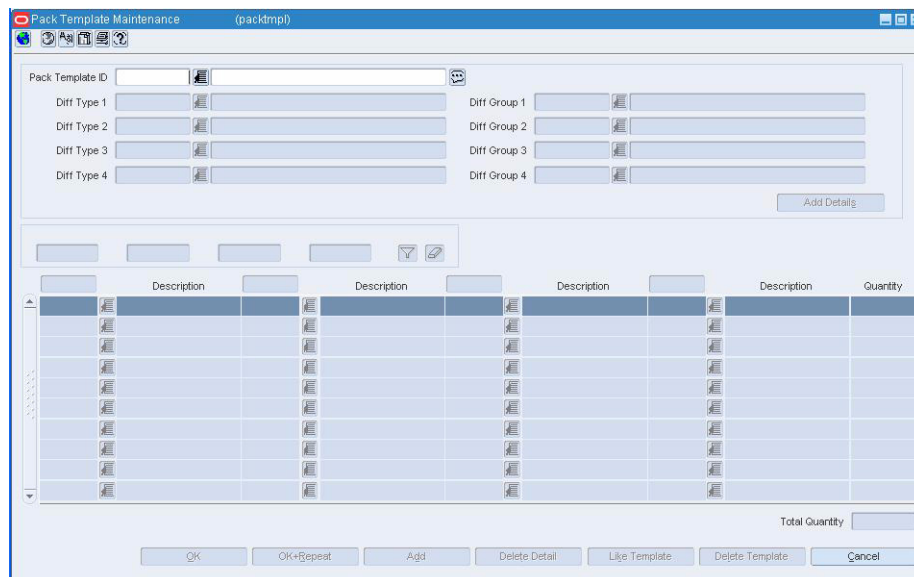 Pack Template Maintenance (packtmpl)
Pack Template ID
Diff Type 1 Diff Group 1
Diff Type 2 Diff Group 2
Diff Type 3 Diff Group 3
Diff Type 4 Diff Group 4
Add Details
Description Description Description Description Quantity
Total Quantity
OK OK+Repeat Add Delete Detail Like Template Delete Template Cancel